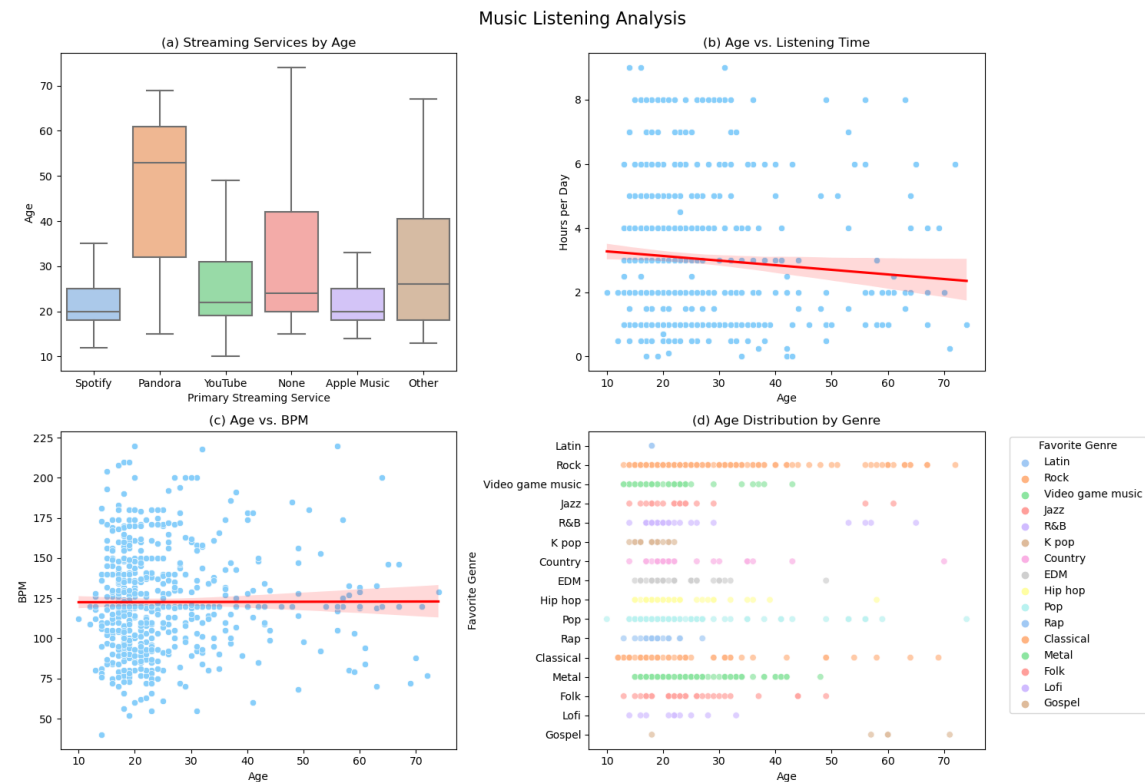 Music Listening Analysis
(a) Streaming Services by Age
Age
70
60
50
40
30
20
10
Spotify
Pandora
YouTube
None
Apple Music
Other
Primary Streaming Service
(b) Age vs. Listening Time
Hours per Day
8
6
4
2
0
10
20
30
40
50
60
70
Age
(c) Age vs. BPM
BPM
225
200
175
150
125
100
75
50
10
20
30
40
50
60
70
Age
(d) Age Distribution by Genre
Favorite Genre
Latin
Rock
Video game music
Jazz
R&B
K pop
Country
EDM
Hip hop
Pop
Rap
Classical
Metal
Folk
Lofi
Gospel
10
20
30
40
50
60
70
Age
Favorite Genre
Latin
Rock
Video game music
Jazz
R&B
K pop
Country
EDM
Hip hop
Pop
Rap
Classical
Metal
Folk
Lofi
Gospel